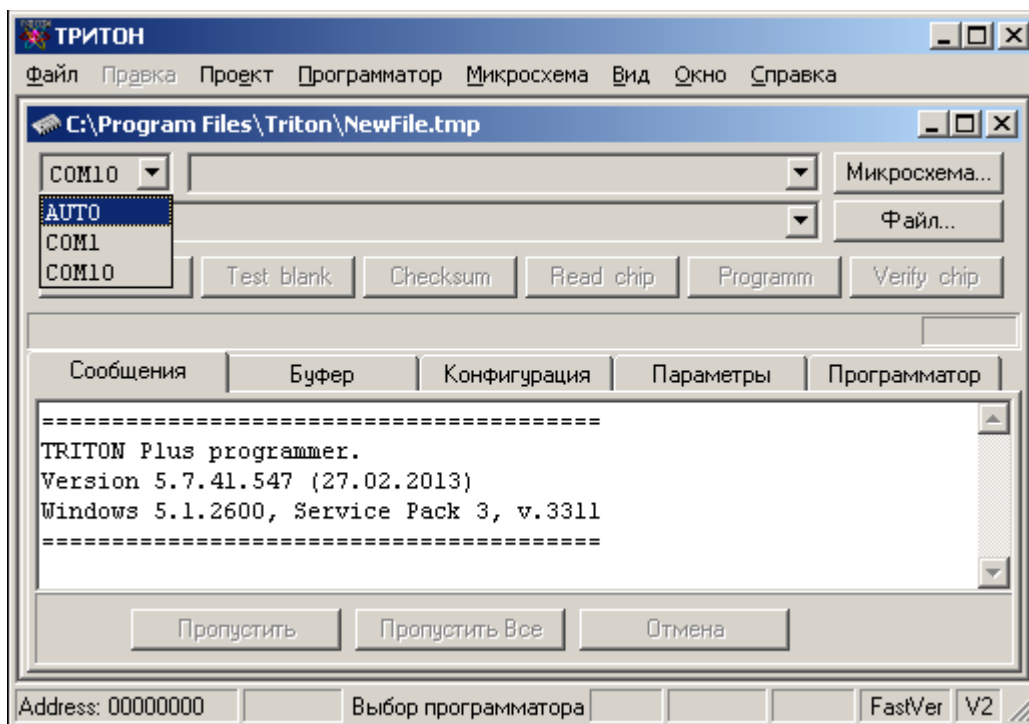 ТРИТОН
Файл Правка Проект Программатор Микросхема Вид Окно Справка
C:\Program Files\Triton\NewFile.tmp
COM10
Микросхема...
AUTO
COM1
COM10
Файл...
Test blank Checksum Read chip Programm Verify chip
Сообщения Буфер Конфигурация Параметры Программатор
========================================
TRITON Plus programmer.
Version 5.7.41.547 (27.02.2013)
Windows 5.1.2600, Service Pack 3, v.3311
========================================
Пропустить Пропустить Все Отмена
Address: 00000000 Выбор программатора FastVer V2